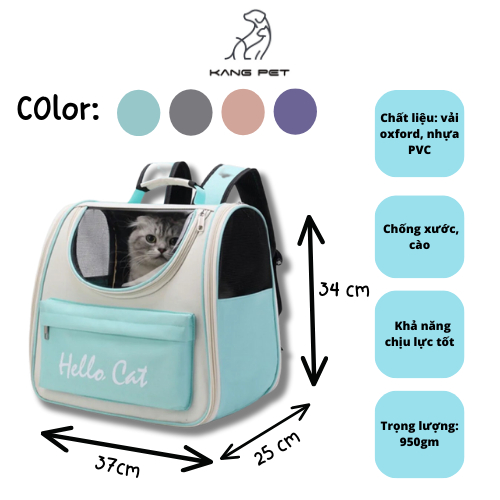 KANG PET
COlor:
Chất liệu: vải
oxford, nhựa
PVC
Chống xước,
cào
Khả năng
chịu lực tốt
Trọng lượng:
950gm
34 cm
Hello Cat
37cm
25 cm